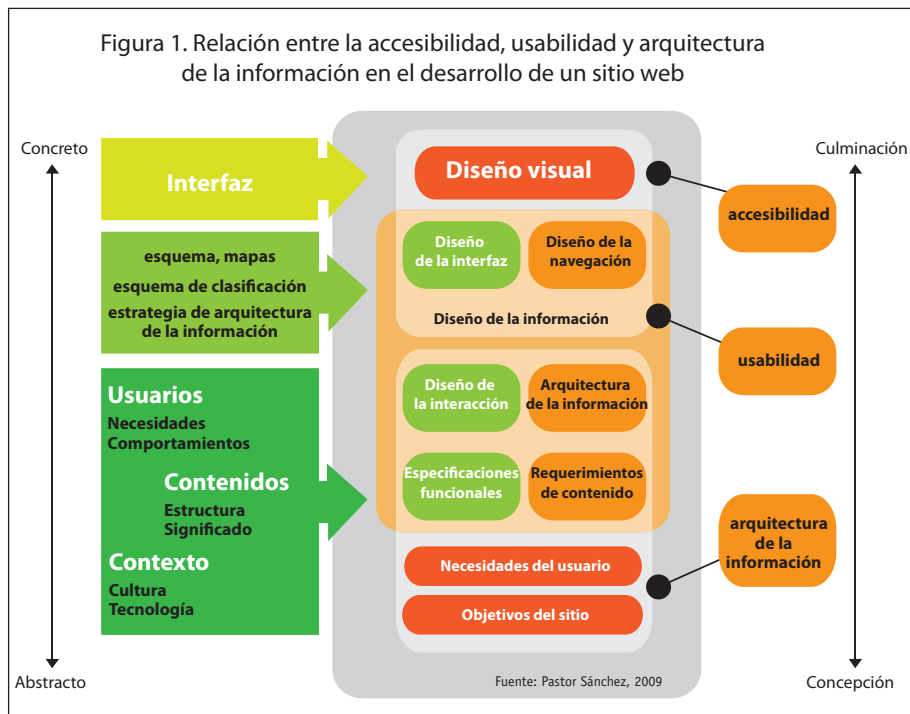 Figura 1. Relación entre la accesibilidad, usabilidad y arquitectura
de la información en el desarrollo de un sitio web
Concreto
Abstracto
Interfaz
esquema, mapas
esquema de clasificación
estrategia de arquitectura
de la información
Usuarios
Necesidades
Comportamientos
Contenidos
Estructura
Significado
Contexto
Cultura
Tecnología
Diseño visual
Diseño
de la interfaz
Diseño de la
navegación
Diseño de la información
Diseño de
la interacción
Arquitectura
de la información
Especificaciones
funcionales
Requerimientos
de contenido
Necesidades del usuario
Objetivos del sitio
Fuente: Pastor Sánchez, 2009
accesibilidad
usabilidad
arquitectura
de la
información
Culminación
Concepción